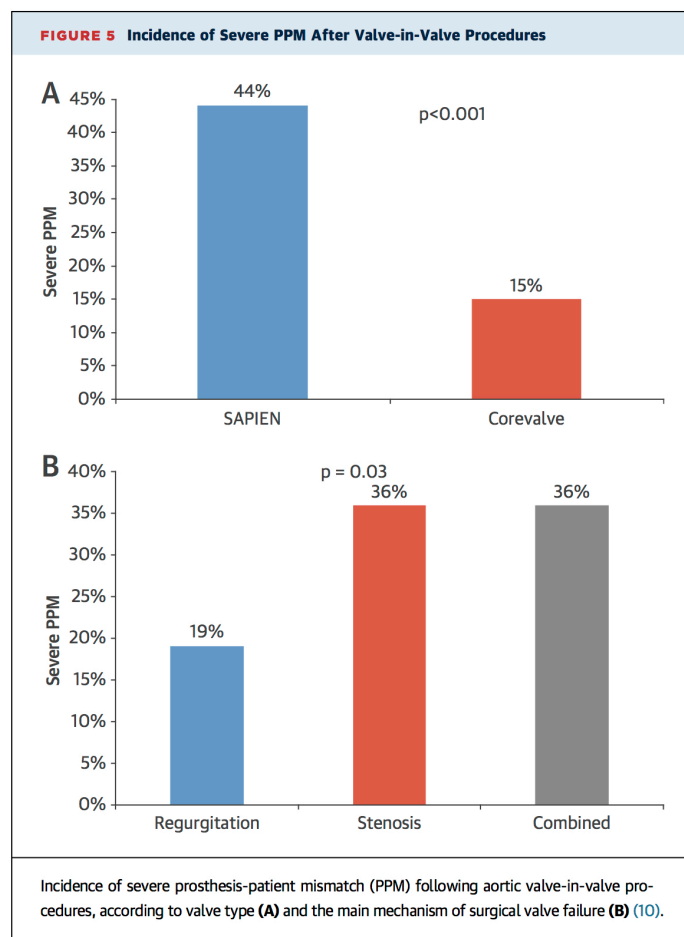 FIGURE 5 Incidence of Severe PPM After Valve-in-Valve Procedures
A
45%
40%
35%
30%
25%
20%
15%
10%
5%
0%
Severe PPM
44%
p<0.001
15%
SAPIEN
Corevalve
B
40%
35%
30%
25%
20%
15%
10%
5%
0%
Severe PPM
p = 0.03
19%
36%
36%
Regurgitation
Stenosis
Combined
Incidence of severe prosthesis-patient mismatch (PPM) following aortic valve-in-valve pro-
cedures, according to valve type (A) and the main mechanism of surgical valve failure (B) (10).